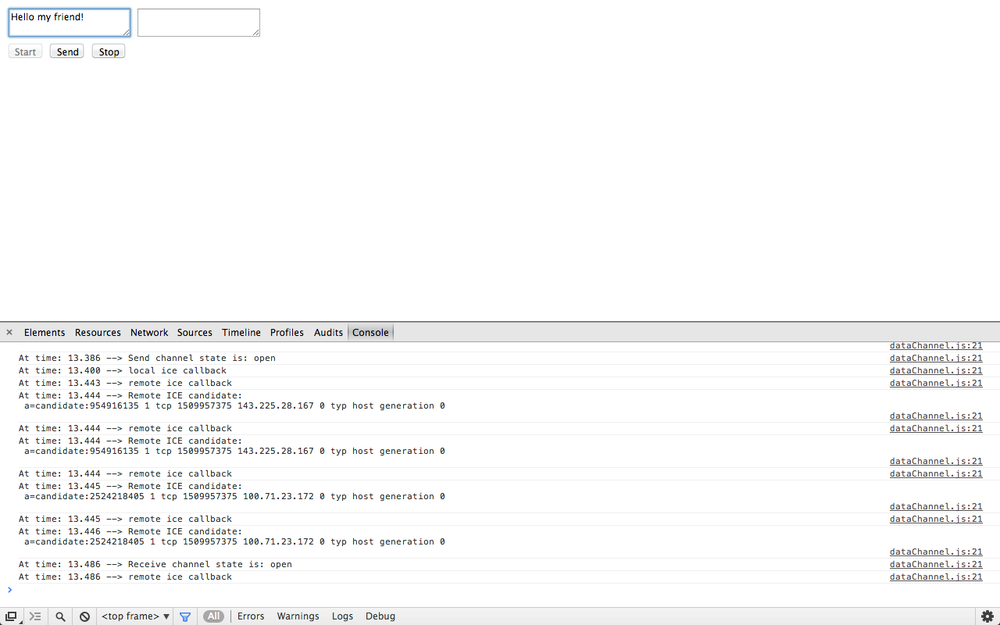 Hello my friend!
Start Send Stop
× Elements Resources Network Sources Timeline Profiles Audits Console
dataChannel.js:21
At time: 13.386 --> Send channel state is: open dataChannel.js:21
At time: 13.400 --> local ice callback dataChannel.js:21
At time: 13.443 --> remote ice callback dataChannel.js:21
At time: 13.444 --> Remote ICE candidate:
a=candidate:954916135 1 tcp 1509957375 143.225.28.167 0 typ host generation 0
dataChannel.js:21
At time: 13.444 --> remote ice callback dataChannel.js:21
At time: 13.444 --> Remote ICE candidate:
a=candidate:954916135 1 tcp 1509957375 143.225.28.167 0 typ host generation 0
dataChannel.js:21
At time: 13.444 --> remote ice callback dataChannel.js:21
At time: 13.445 --> Remote ICE candidate:
a=candidate:2524218405 1 tcp 1509957375 100.71.23.172 0 typ host generation 0
dataChannel.js:21
At time: 13.445 --> remote ice callback dataChannel.js:21
At time: 13.446 --> Remote ICE candidate:
a=candidate:2524218405 1 tcp 1509957375 100.71.23.172 0 typ host generation 0
dataChannel.js:21
At time: 13.486 --> Receive channel state is: open dataChannel.js:21
At time: 13.486 --> remote ice callback dataChannel.js:21
>
<top frame> ▼ All Errors Warnings Logs Debug